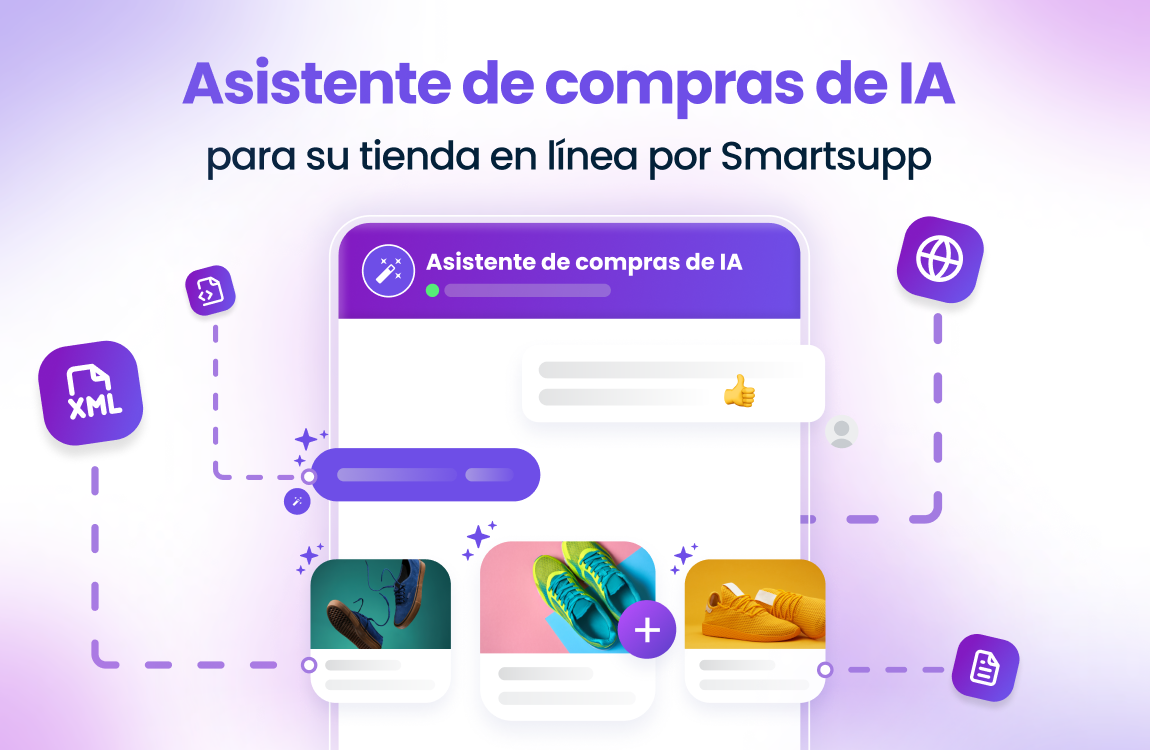 Asistente de compras de IA
para su tienda en línea por Smartsupp
Asistente de compras de IA
XML